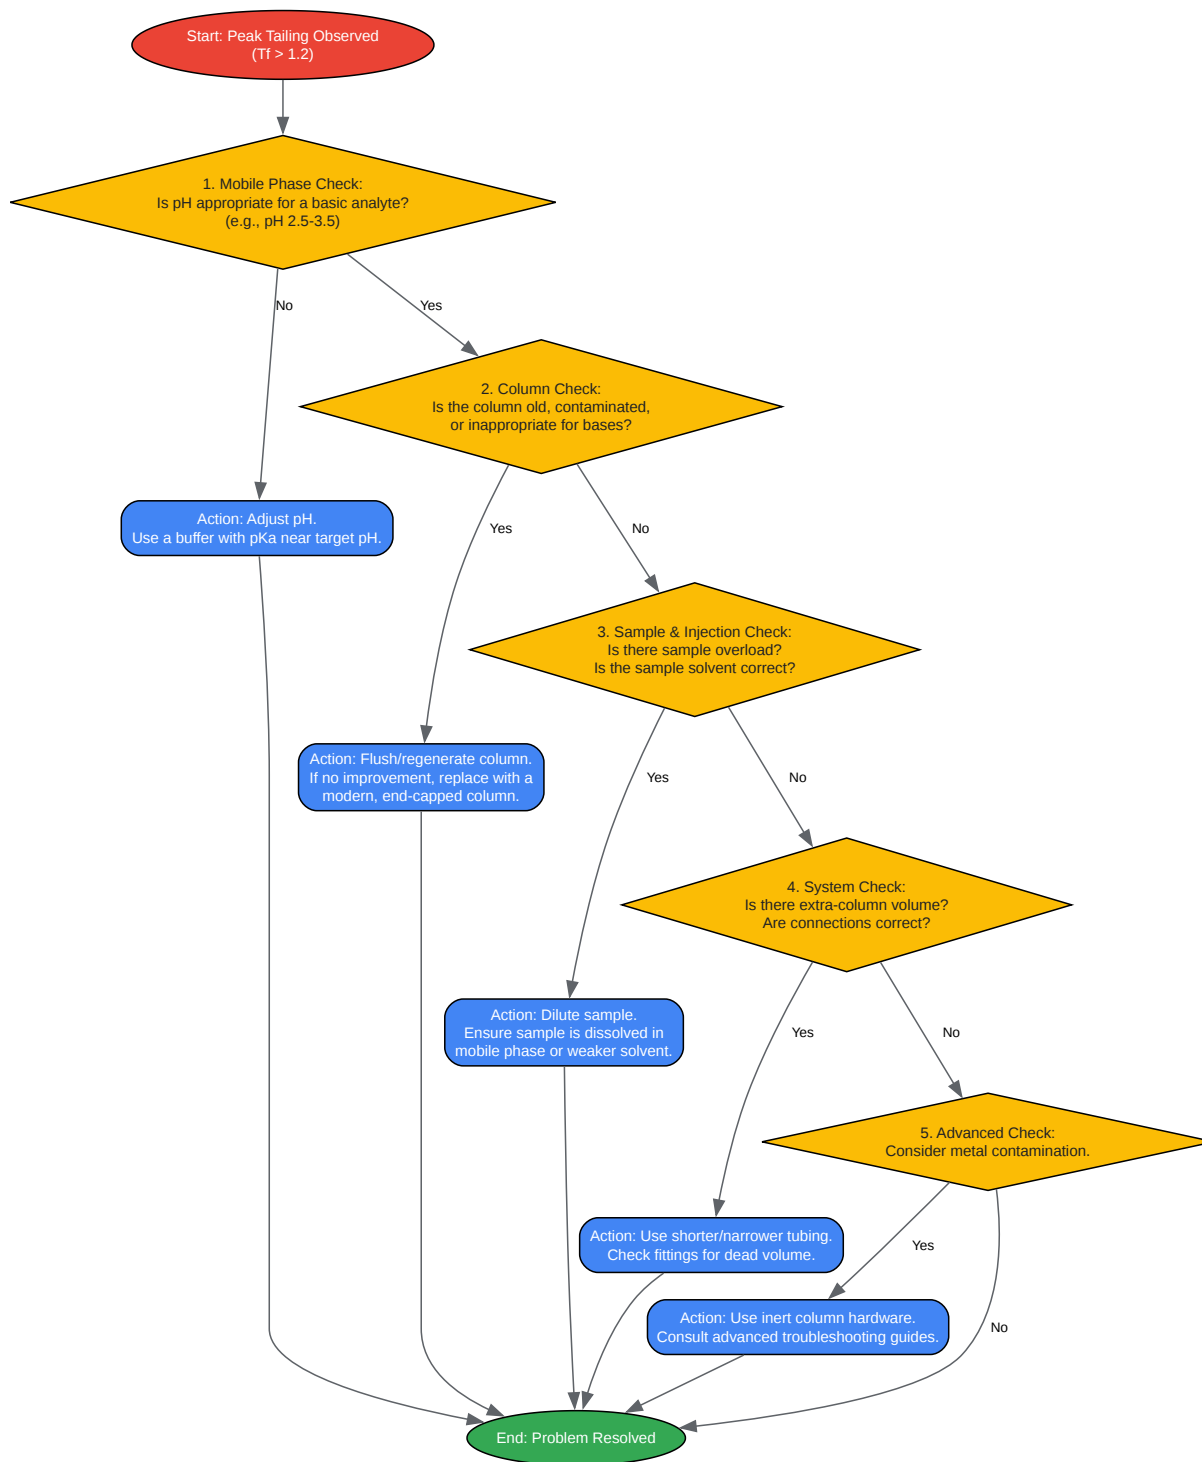 Start: Peak Tailing Observed
(Tf > 1.2)
1. Mobile Phase Check:
Is pH appropriate for a basic analyte?
(e.g., pH 2.5-3.5)
No
Yes
2. Column Check:
Is the column old, contaminated,
or inappropriate for bases?
Action: Adjust pH.
Use a buffer with pKa near target pH.
Yes
No
3. Sample & Injection Check:
Is there sample overload?
Is the sample solvent correct?
Action: Flush/regenerate column.
If no improvement, replace with a
modern, end-capped column.
Yes
No
4. System Check:
Is there extra-column volume?
Are connections correct?
Action: Dilute sample.
Ensure sample is dissolved in
mobile phase or weaker solvent.
Yes
No
5. Advanced Check:
Consider metal contamination.
Action: Use shorter/narrower tubing.
Check fittings for dead volume.
Yes
Action: Use inert column hardware.
Consult advanced troubleshooting guides.
No
End: Problem Resolved